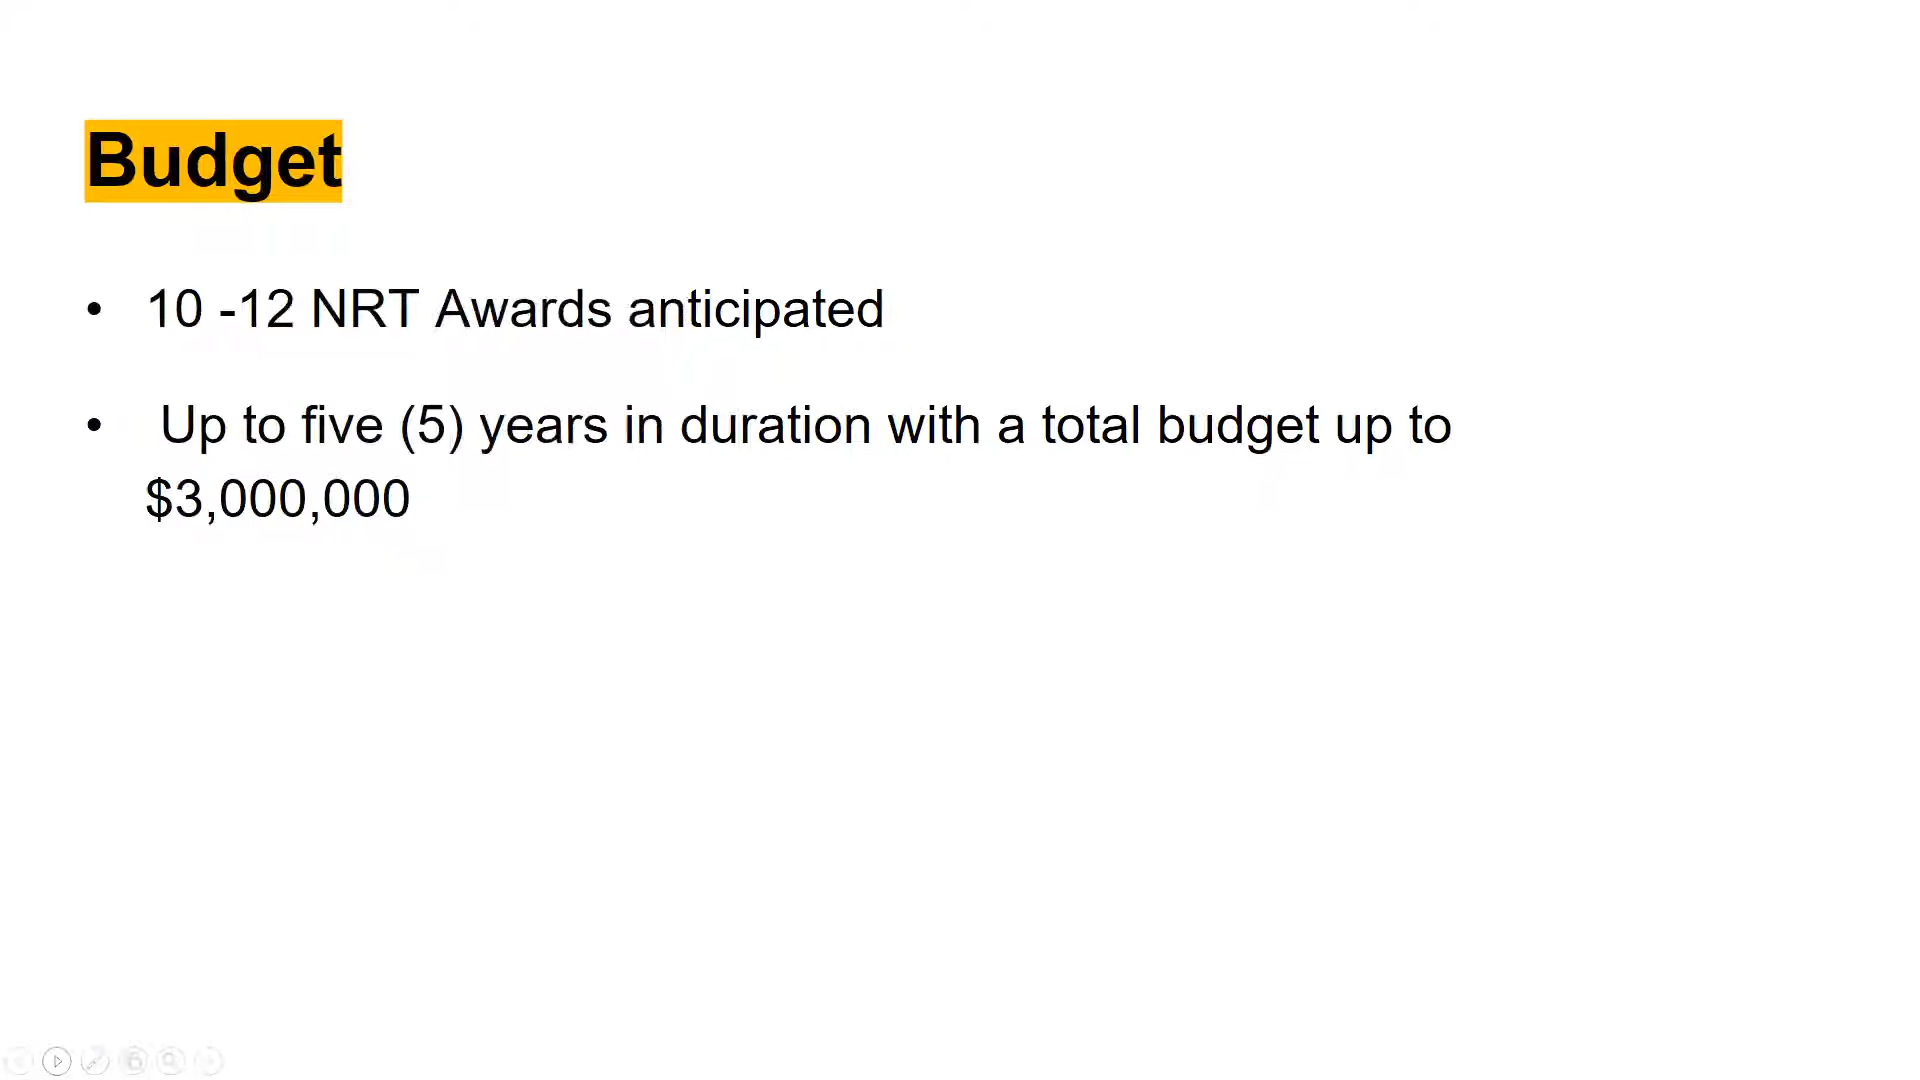 Budget
• 10 -12 NRT Awards anticipated
• Up to five (5) years in duration with a total budget up to
$3,000,000